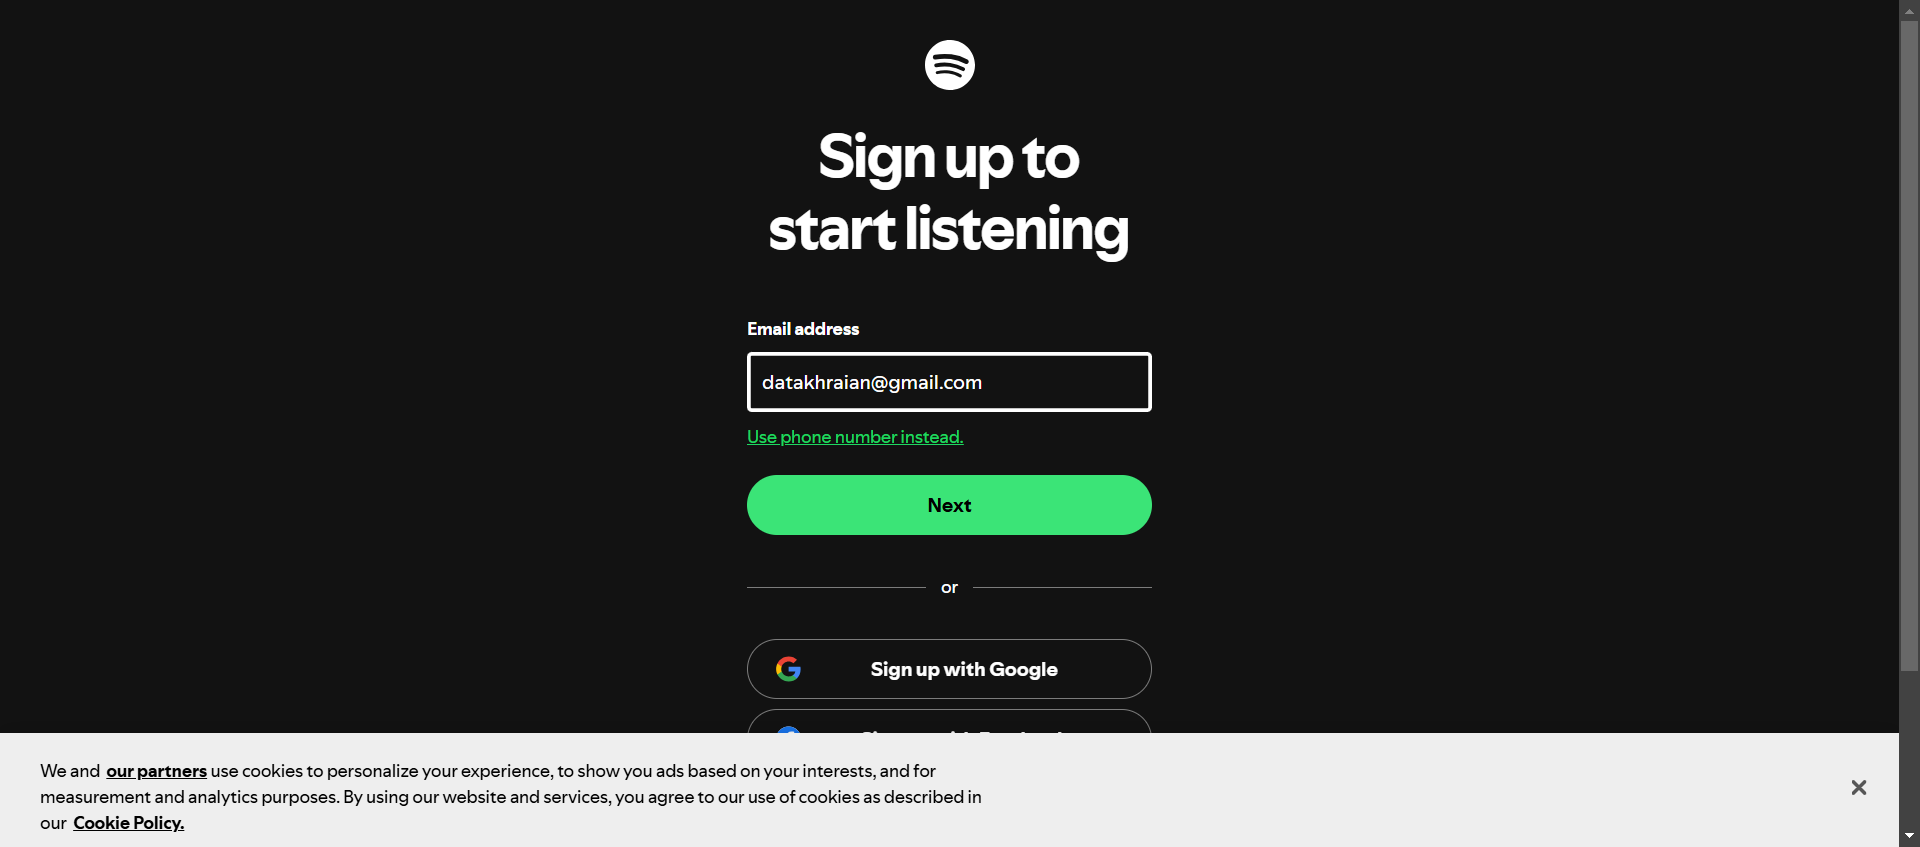 Sign up to
start listening
Email address
datakhraian@gmail.com
Use phone number instead.
Next
or
Sign up with Google
We and our partners use cookies to personalize your experience, to show you ads based on your interests, and for
measurement and analytics purposes. By using our website and services, you agree to our use of cookies as described in
our Cookie Policy.